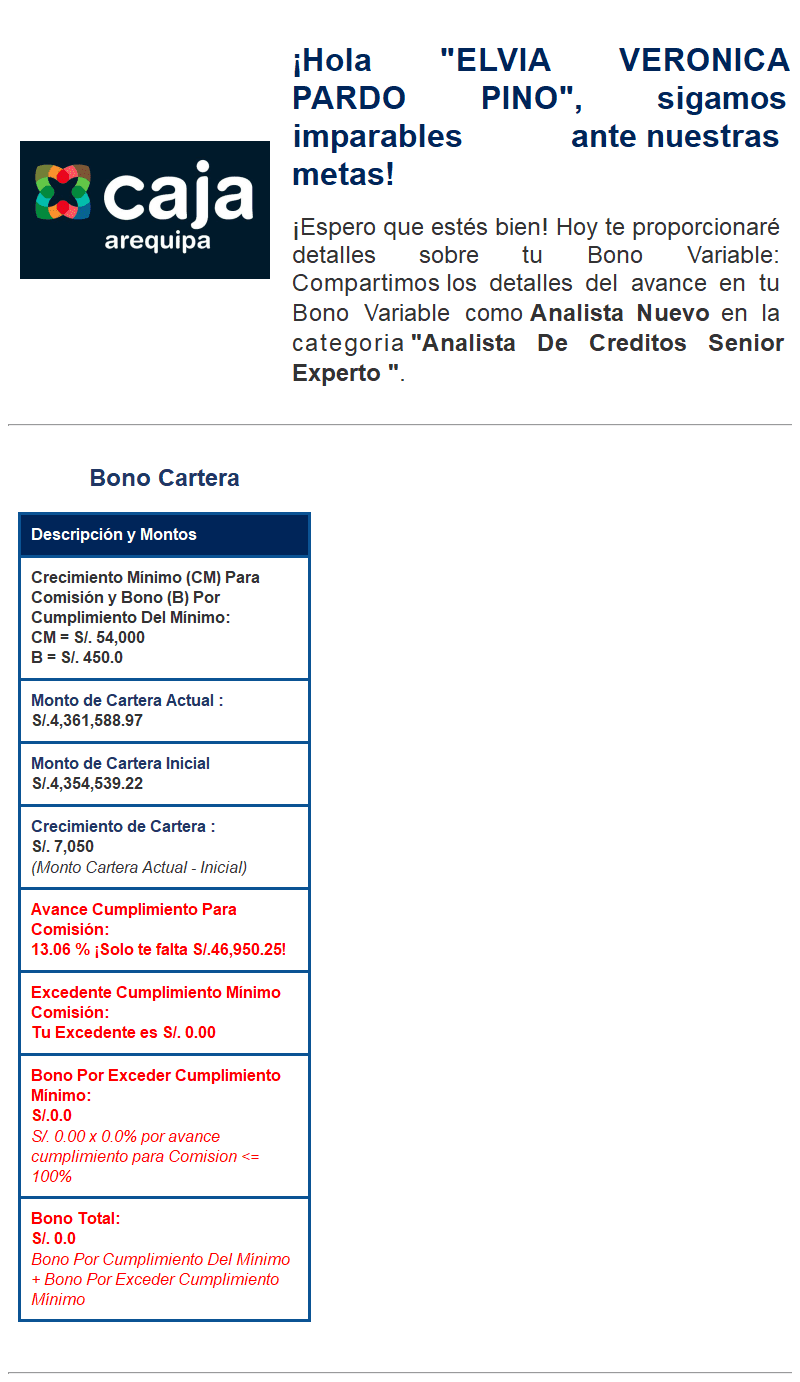 ¡Hola "ELVIA VERONICA
PARDO PINO", sigamos
imparables ante nuestras
metas!
caja
arequipa
¡Espero que estés bien! Hoy te proporcionaré
detalles sobre tu Bono Variable:
Compartimos los detalles del avance en tu
Bono Variable como Analista Nuevo en la
categoria "Analista De Creditos Senior
Experto ".
Bono Cartera
Descripción y Montos
Crecimiento Mínimo (CM) Para
Comisión y Bono (B) Por
Cumplimiento Del Mínimo:
CM = S/. 54,000
B = S/. 450.0
Monto de Cartera Actual :
S/.4,361,588.97
Monto de Cartera Inicial
S/.4,354,539.22
Crecimiento de Cartera :
S/. 7,050
(Monto Cartera Actual - Inicial)
Avance Cumplimiento Para
Comisión:
13.06 % ¡Solo te falta S/.46,950.25!
Excedente Cumplimiento Mínimo
Comisión:
Tu Excedente es S/. 0.00
Bono Por Exceder Cumplimiento
Mínimo:
S/.0.0
S/. 0.00 x 0.0% por avance
cumplimiento para Comision <=
100%
Bono Total:
S/. 0.0
Bono Por Cumplimiento Del Mínimo
+ Bono Por Exceder Cumplimiento
Mínimo